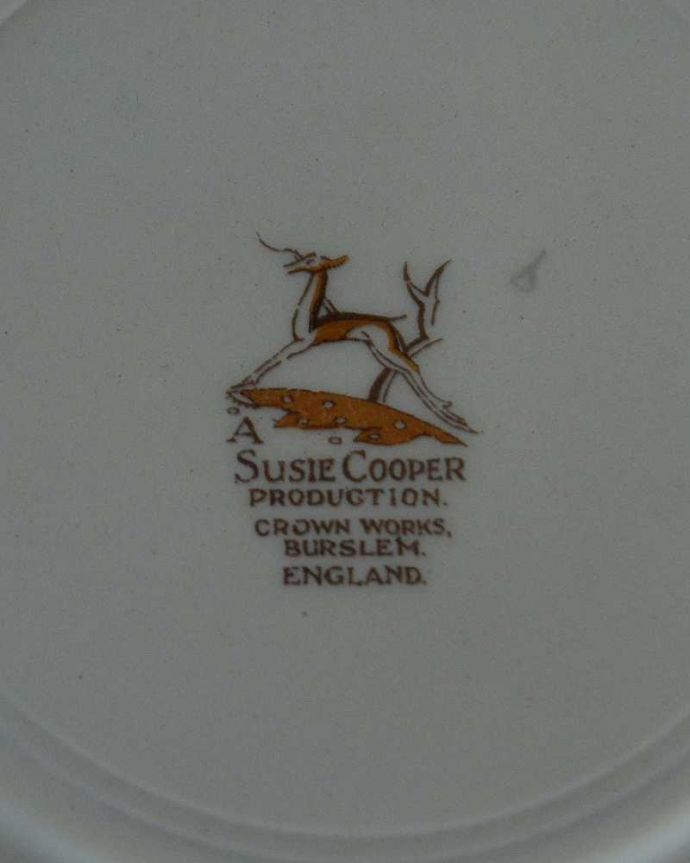 A
SUSIE COOPER
PRODUCTION.
CROWN WORKS,
BURSLEM.
ENGLAND.